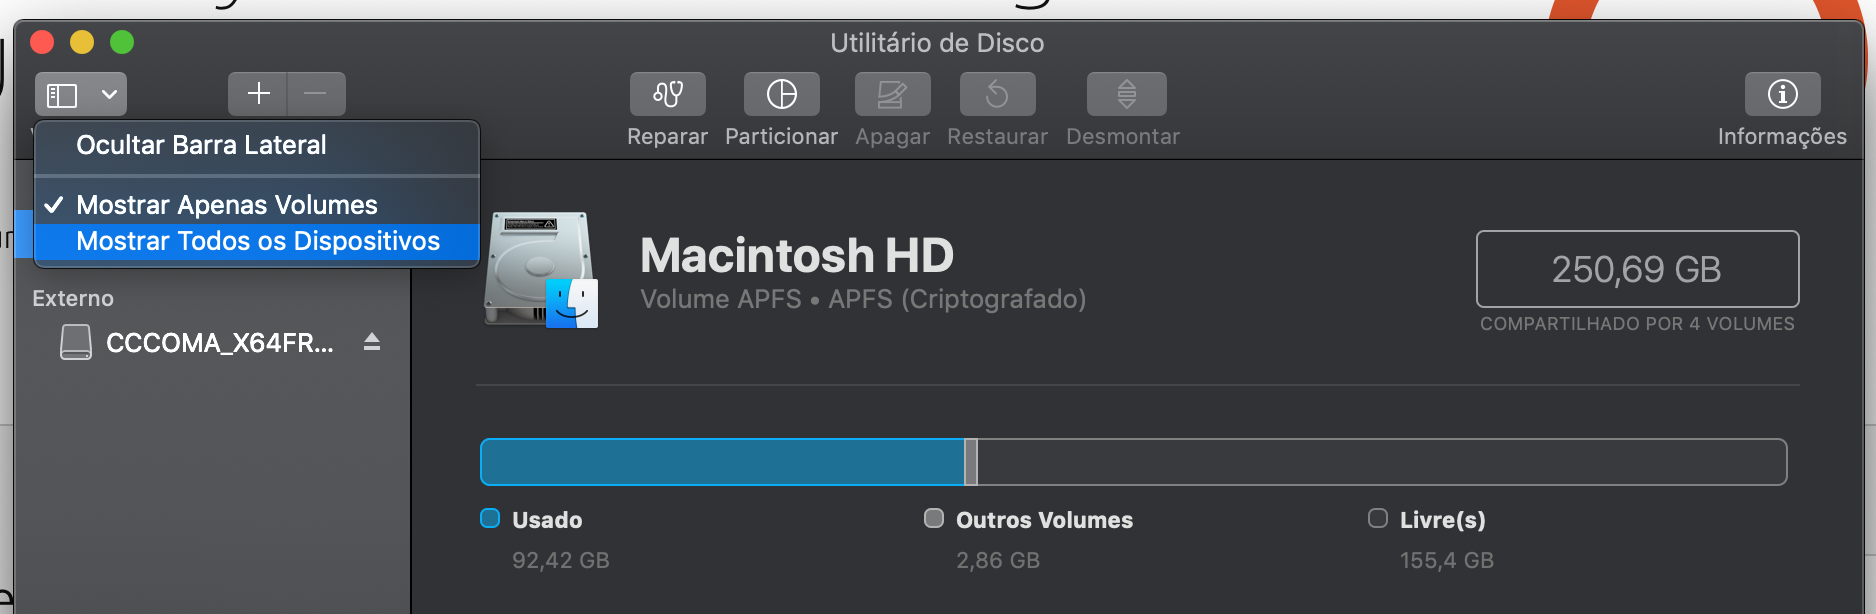 Utilitário de Disco
Reparar
Particionar
Apagar
Restaurar
Desmontar
Informações
Ocultar Barra Lateral
Mostrar Apenas Volumes
Mostrar Todos os Dispositivos
Externo
CCCOMA_X64FR...
Macintosh HD
Volume APFS • APFS (Criptografado)
250,69 GB
COMPARTILHADO POR 4 VOLUMES
Usado
92,42 GB
Outros Volumes
2,86 GB
Livre(s)
155,4 GB